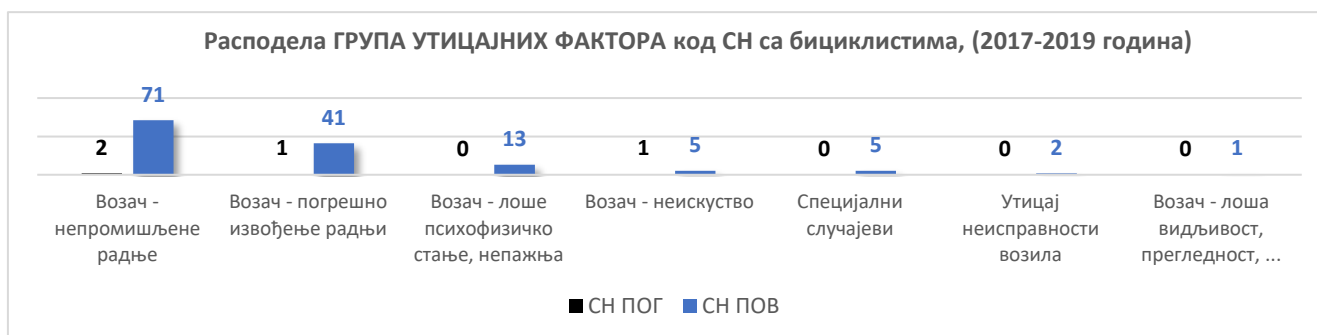 Расподела ГРУПА УТИЦАЈНИХ ФАКТОРА код СН са бициклистима, (2017-2019 година)
2 71 1 41 0 13 1 5 0 5 0 2 0 1
Возач - непромишљене радње
Возач - погрешно извођење радњи
Возач - лоше психофизичко стање, непажња
Возач - неискуство
Специјални случајеви
Утицај неисправности возила
Возач - лоша видљивост, прегледност, ...
СН ПОГ СН ПОВ